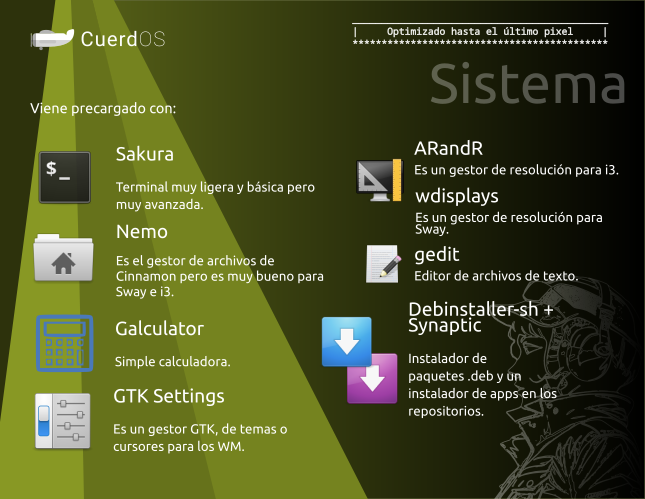 CuerdOS
| Optimizado hasta el último pixel |
*******************************************
Sistema
Viene precargado con:
Sakura
Terminal muy ligera y básica pero
muy avanzada.
Nemo
Es el gestor de archivos de
Cinnamon pero es muy bueno para
Sway e i3.
Galculator
Simple calculadora.
GTK Settings
Es un gestor GTK, de temas o
cursores para los WM.
ARandR
Es un gestor de resolución para i3.
wdisplays
Es un gestor de resolución para
Sway.
gedit
Editor de archivos de texto.
Debinstaller-sh +
Synaptic
Instalador de
paquetes .deb y un
instalador de apps en los
repositorios.
$_